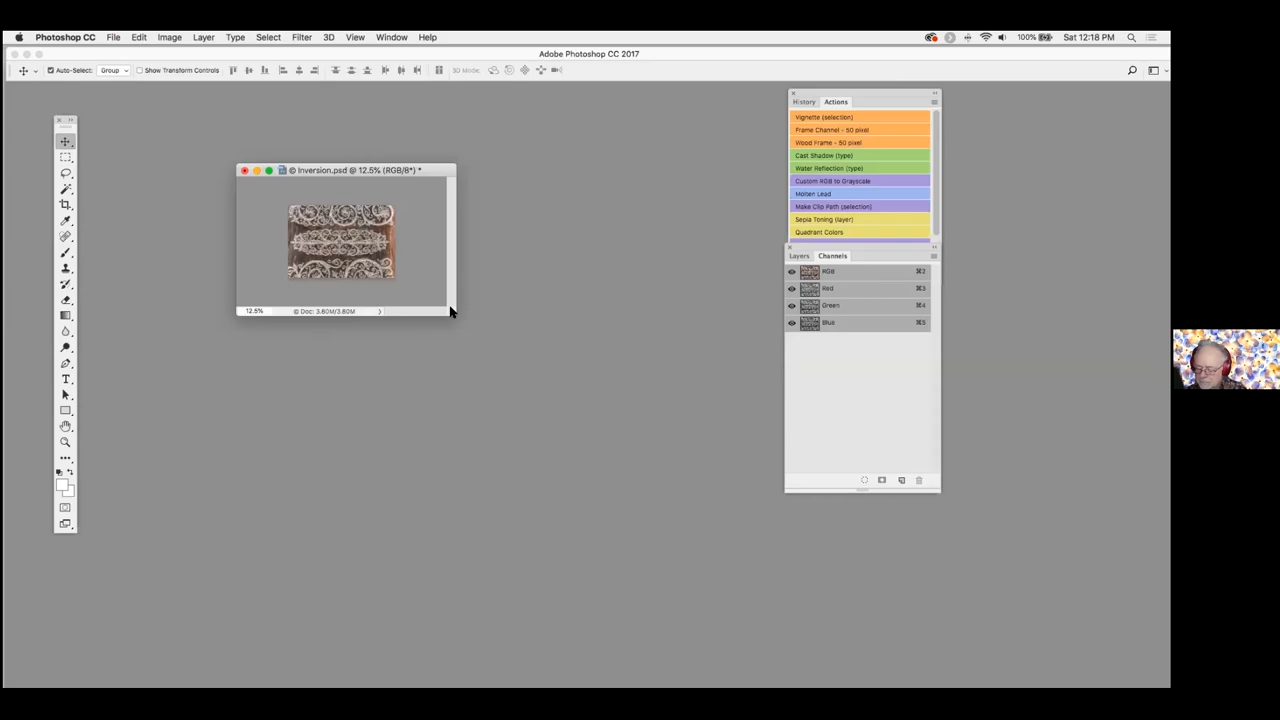 Photoshop CC File Edit Image Layer Type Select Filter 3D View Window Help 100% Sat 12:18 PM
Adobe Photoshop CC 2017
Auto-Select: Group Show Transform Controls 3D Mode:
History Actions
Vignette (selection)
Frame Channel - 50 pixel
Wood Frame - 50 pixel
Cast Shadow (type)
Water Reflection (type)
Custom RGB to Grayscale
Molten Lead
Make Clip Path (selection)
Sepia Toning (layer)
Quadrant Colors
© Inversion.psd @ 12.5% (RGB/8*) *
12.5% © Doc: 3.80M/3.80M
Layers Channels
RGB ⌘2
Red ⌘3
Green ⌘4
Blue ⌘5